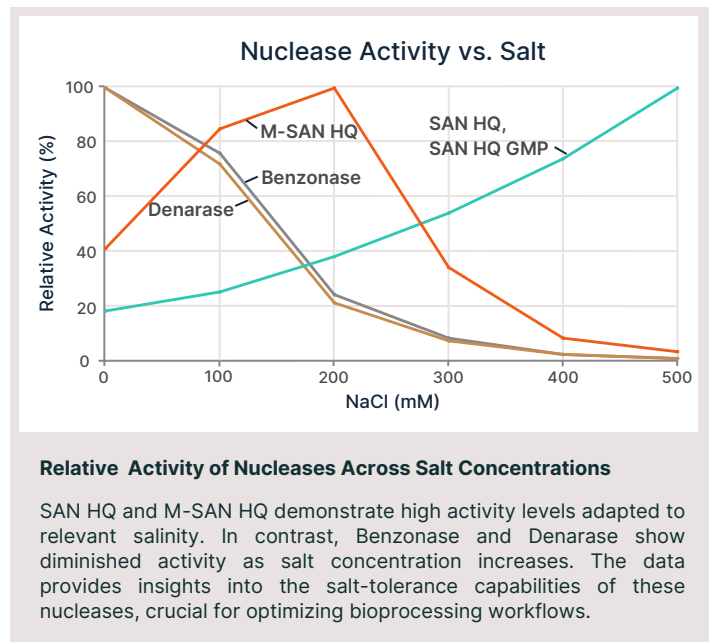 Nuclease Activity vs. Salt
Relative Activity (%)
100
80
60
40
20
0
M-SAN HQ
Benzonase
Denarase
SAN HQ,
SAN HQ GMP
0 100 200 300 400 500
NaCl (mM)
Relative Activity of Nucleases Across Salt Concentrations
SAN HQ and M-SAN HQ demonstrate high activity levels adapted to
relevant salinity. In contrast, Benzonase and Denarase show
diminished activity as salt concentration increases. The data
provides insights into the salt-tolerance capabilities of these
nucleases, crucial for optimizing bioprocessing workflows.